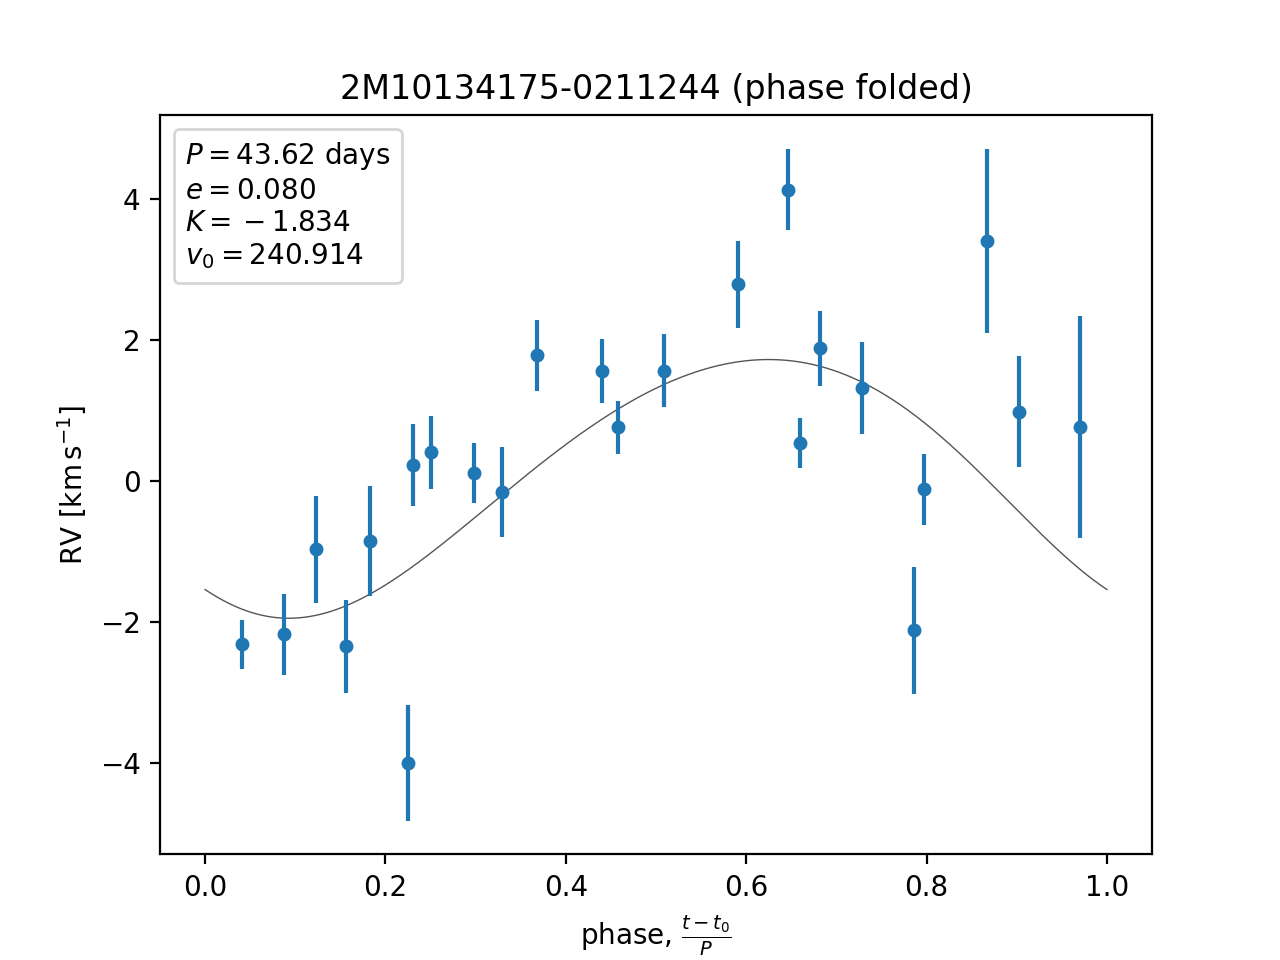 2M10134175-0211244 (phase folded)
P = 43.62 days
e = 0.080
K = −1.834
v₀ = 240.914
4
2
0
−2
−4
RV [km s⁻¹]
0.0 0.2 0.4 0.6 0.8 1.0
phase, (t − t₀)/P